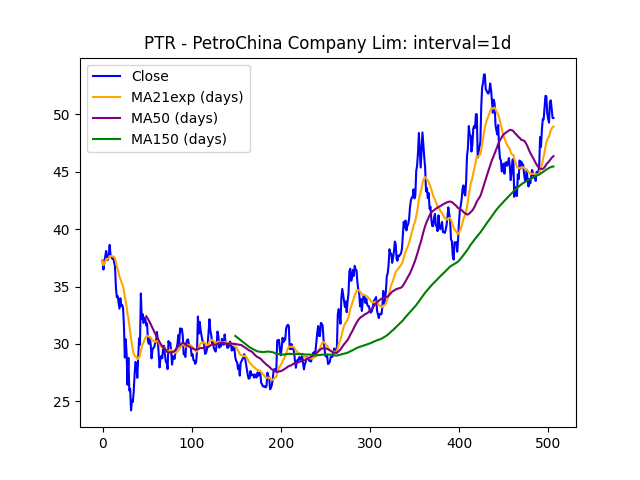 PTR - PetroChina Company Lim: interval=1d
Close
MA21exp (days)
MA50 (days)
MA150 (days)
50
45
40
35
30
25
0 100 200 300 400 500